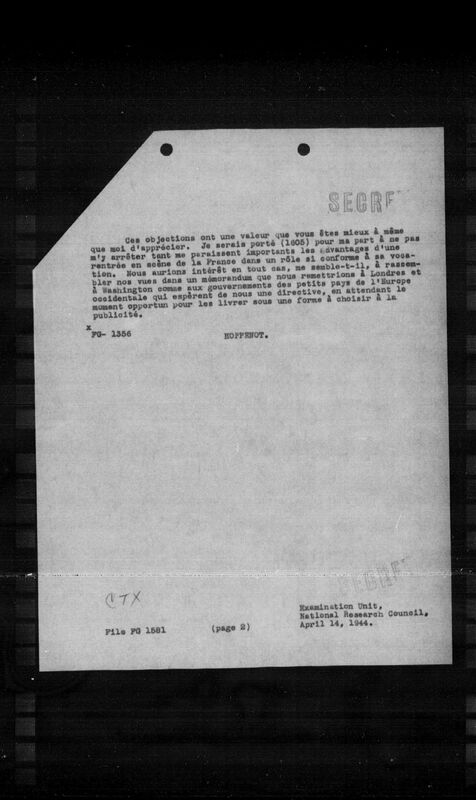 SECRE
Ces objections ont une valeur que vous êtes mieux à même
que moi d'apprécier. Je serais porté (1605) pour ma part à ne pas
m'y arrêter tant me paraissent importants les advantages d'une
rentrée en scène de la France dans un rôle si conforme à sa voca-
tion. Nous aurions intérêt en tout cas, me semble-t-il, à rassem-
bler nos vues dans un mémorandum que nous remettrions à Londres et
à Washington comme aux gouvernements des petits pays de l'Europe
occidentale qui espèrent de nous une directive, en attendant le
moment opportun pour les livrer sous une forme à choisir à la
publicité.
x
FG- 1356 HOPPENOT.
CTX
Examination Unit,
National Research Council,
File FG 1581 (page 2) April 14, 1944.